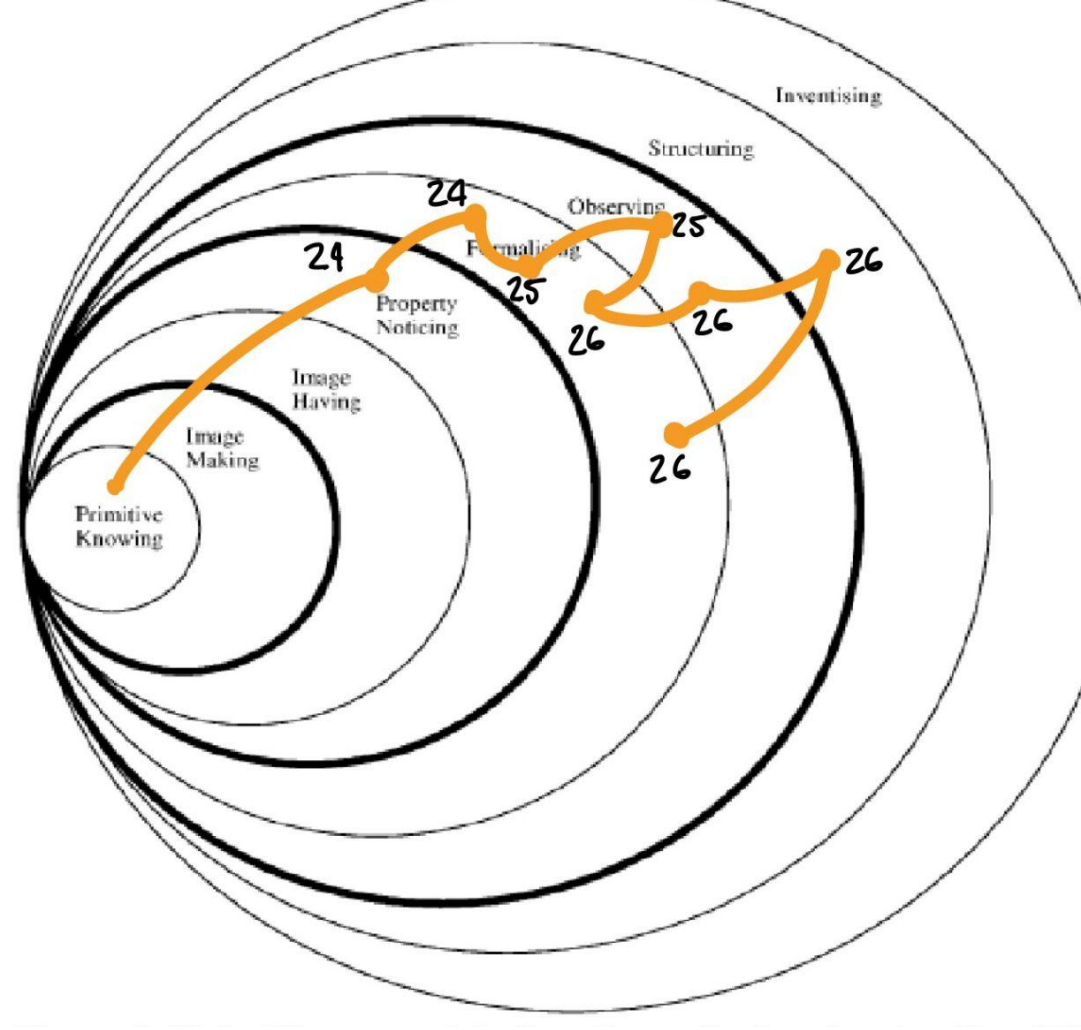 Inventising
Structuring
24
Observing
25
Formalising
24
26
25
Property
Noticing
26
26
Image
Having
Image
Making
26
Primitive
Knowing